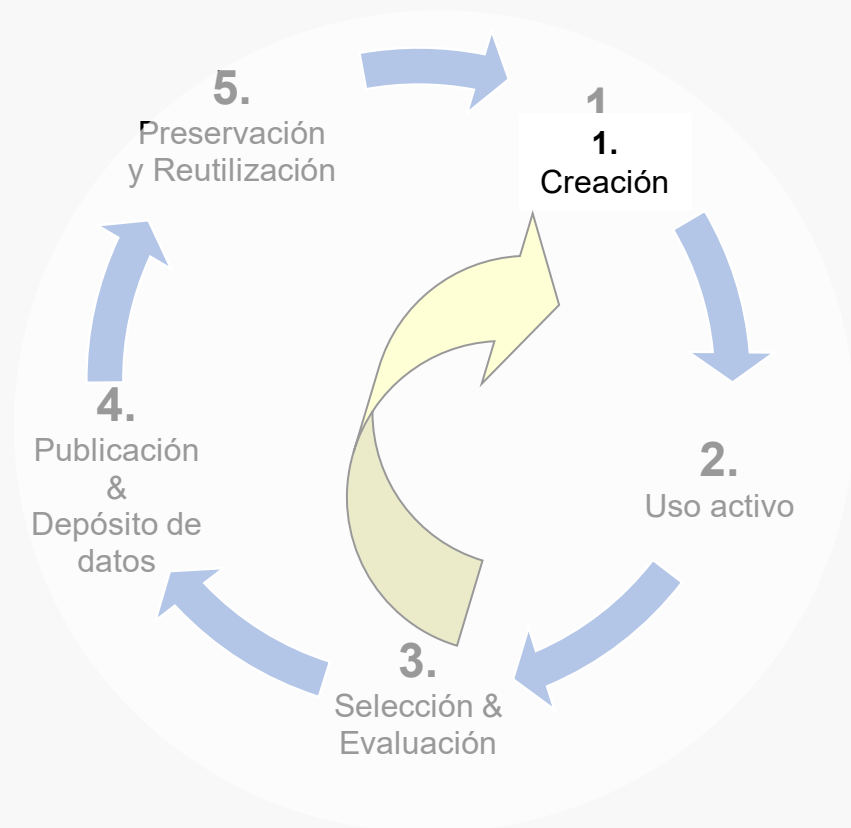 5.
Preservación
y Reutilización
1
1.
Creación
2.
Uso activo
3.
Selección &
Evaluación
4.
Publicación
&
Depósito de
datos